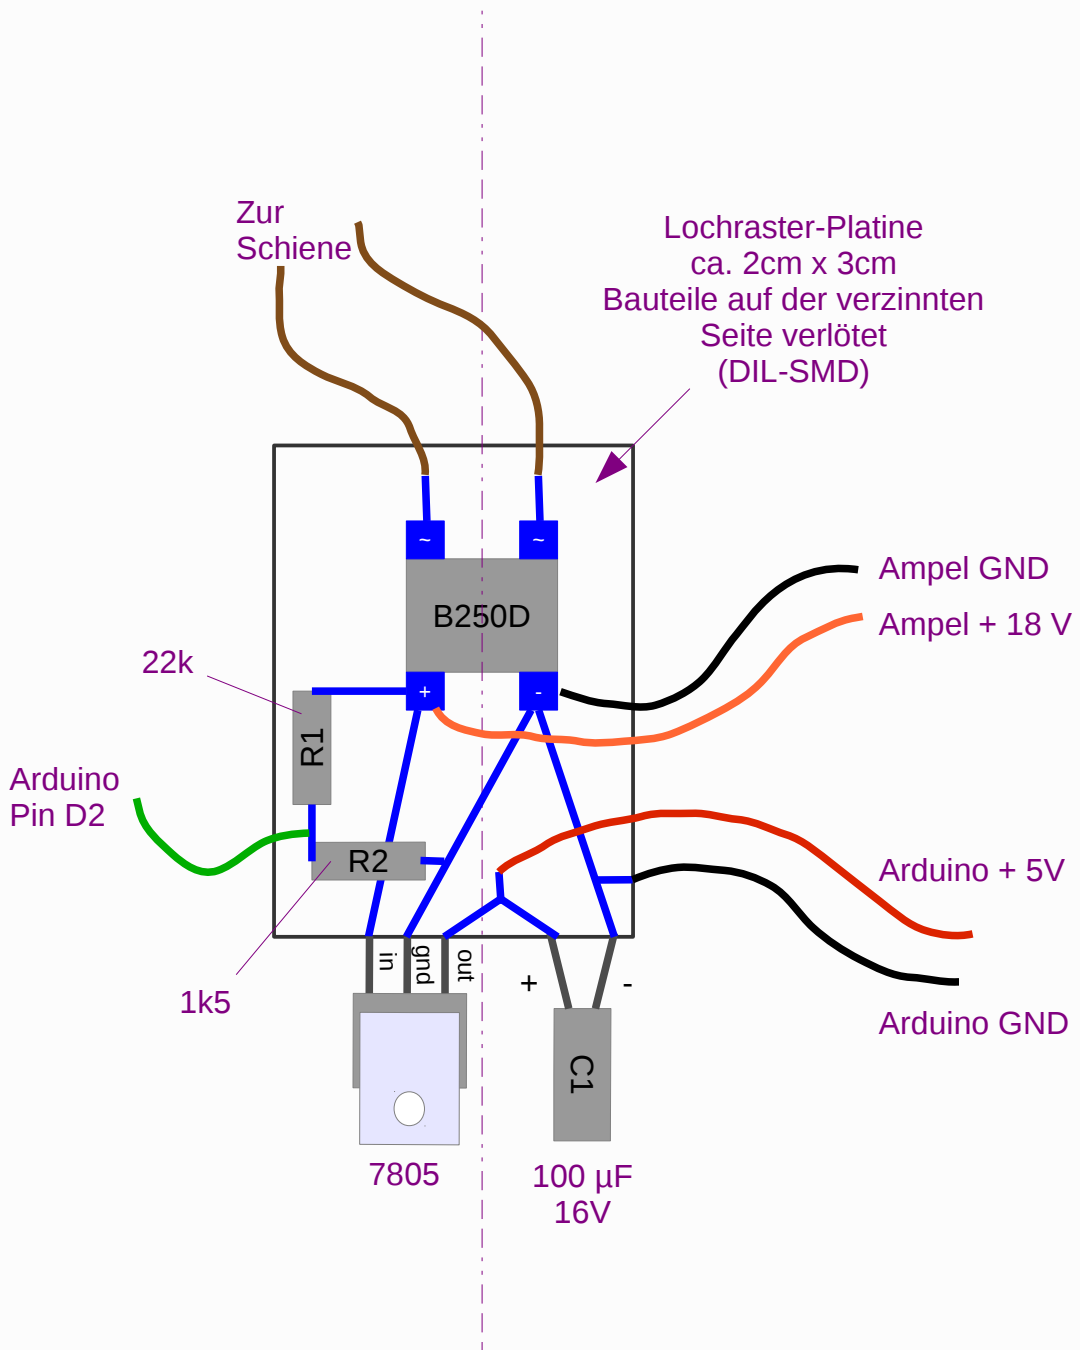 Zur
Schiene
Lochraster-Platine
ca. 2cm x 3cm
Bauteile auf der verzinnten
Seite verlötet
(DIL-SMD)
~ ~
B250D
+ -
Ampel GND
Ampel + 18 V
22k
R1
Arduino
Pin D2
R2
Arduino + 5V
in
gnd
out
+ -
1k5
Arduino GND
C1
7805
100 µF
16V